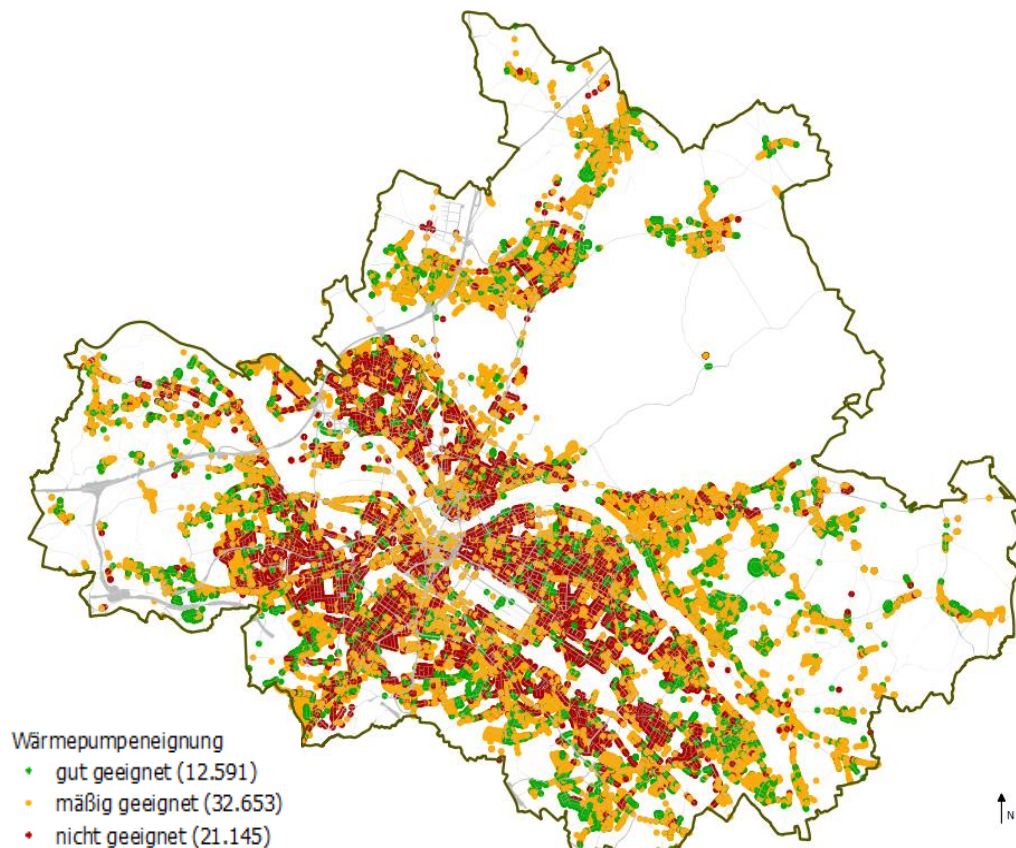 Wärmepumpeneignung
gut geeignet (12.591)
mäßig geeignet (32.653)
nicht geeignet (21.145)
N